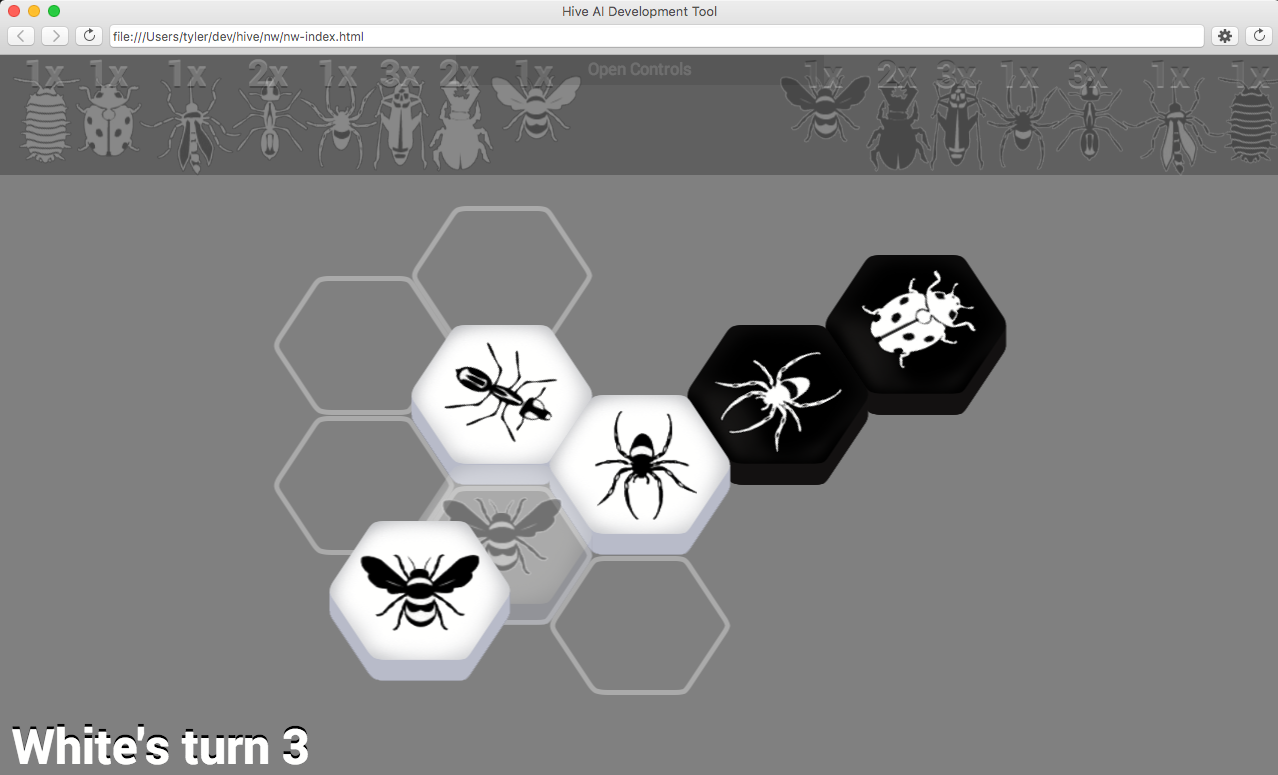 Hive AI Development Tool
file:///Users/tyler/dev/hive/nw/nw-index.html
1x 1x 1x 2x 1x 3x 2x 1x Open Controls 1x 2x 3x 1x 3x 1x 1x
White's turn 3